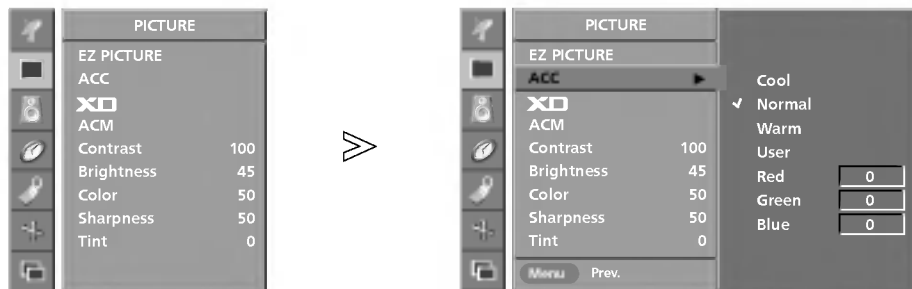 PICTURE
EZ PICTURE
ACC
XD
ACM
Contrast 100
Brightness 45
Color 50
Sharpness 50
Tint 0
PICTURE
EZ PICTURE
ACC
XD
ACM
Contrast 100
Brightness 45
Color 50
Sharpness 50
Tint 0
Menu Prev.
Cool
Normal
Warm
User
Red 0
Green 0
Blue 0